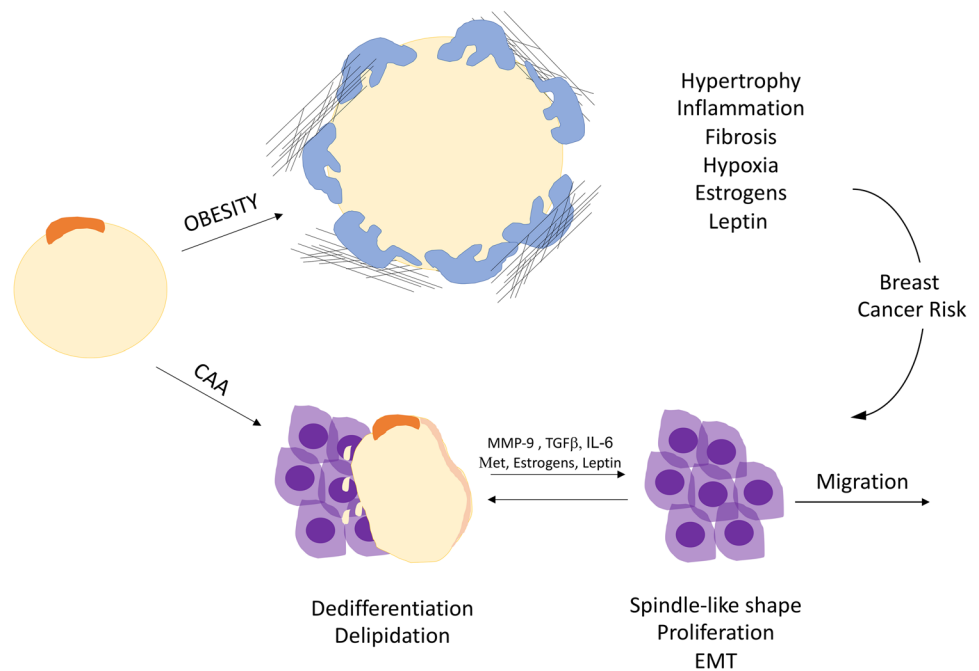 Hypertrophy
Inflammation
Fibrosis
Hypoxia
Estrogens
Leptin
OBESITY
Breast
Cancer Risk
CAA
MMP-9 , TGFβ, IL-6
Met, Estrogens, Leptin
Migration
Dedifferentiation
Delipidation
Spindle-like shape
Proliferation
EMT